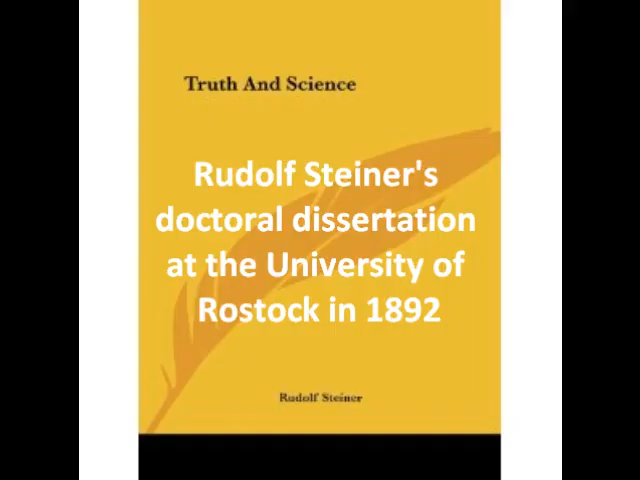 Truth And Science
Rudolf Steiner's
doctoral dissertation
at the University of
Rostock in 1892
Rudolf Steiner